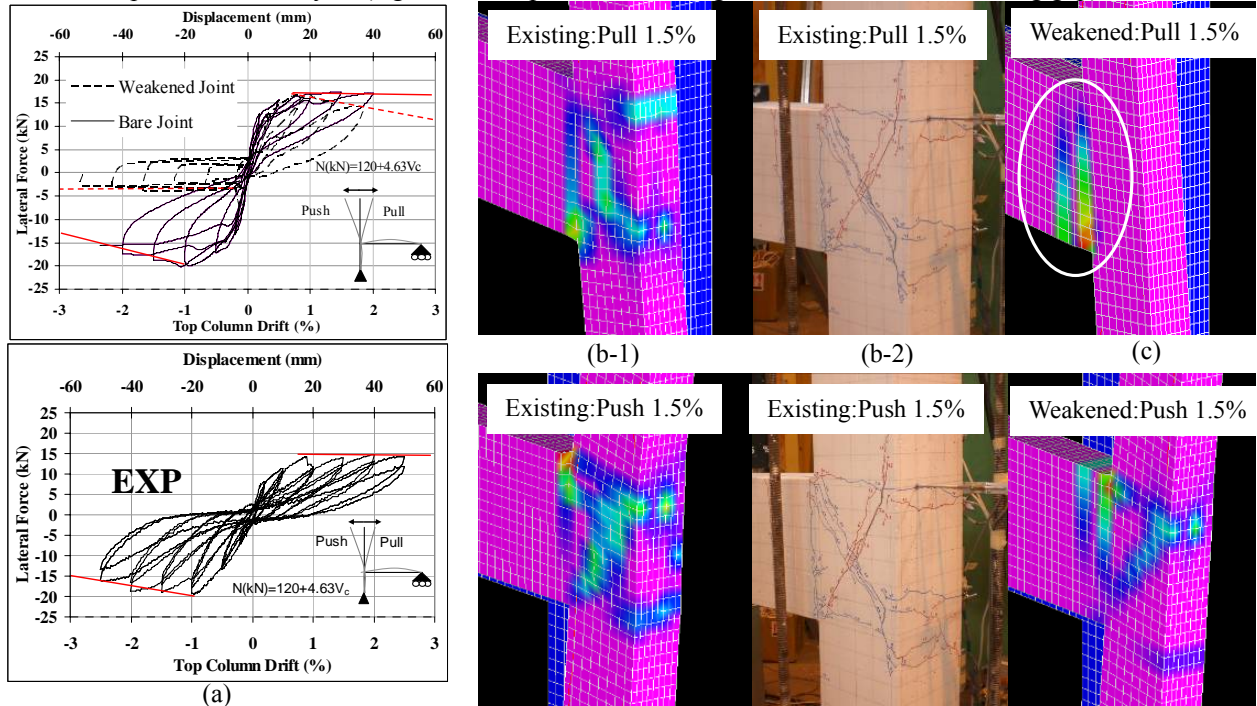 Displacement (mm)
-60 -40 -20 0 20 40 60
25
20
15
10
5
0
-5
-10
-15
-20
-25
Lateral Force (kN)
Weakened Joint
Bare Joint
N(kN)=120+4.63Vc
Push Pull
-3 -2 -1 0 1 2 3
Top Column Drift (%)
Displacement (mm)
-60 -40 -20 0 20 40 60
25
20
15
10
5
0
-5
-10
-15
-20
-25
Lateral Force (kN)
EXP
Push Pull
N(kN)=120+4.63Vc
-3 -2 -1 0 1 2 3
Top Column Drift (%)
(a)
Existing:Pull 1.5%
Existing:Pull 1.5%
Weakened:Pull 1.5%
(b-1)
(b-2)
(c)
Existing:Push 1.5%
Existing:Push 1.5%
Weakened:Push 1.5%